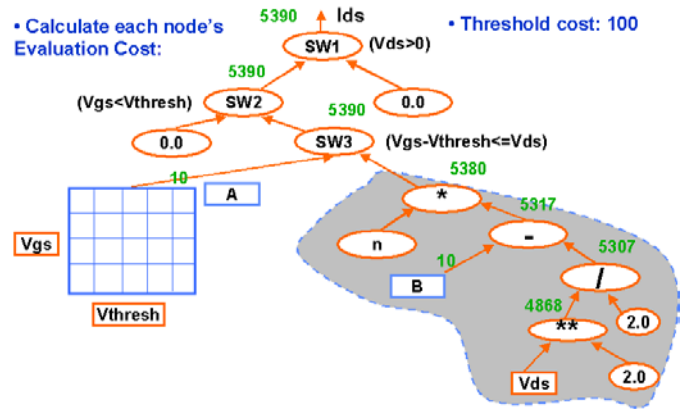 • Calculate each node's
Evaluation Cost:
5390
Ids
• Threshold cost: 100
SW1
(Vds>0)
5390
(Vgs<Vthresh)
SW2
5390
0.0
0.0
SW3
(Vgs-Vthresh<=Vds)
10
A
5380
*
5317
Vgs
n
-
10
5307
B
/
Vthresh
4868
**
2.0
Vds
2.0